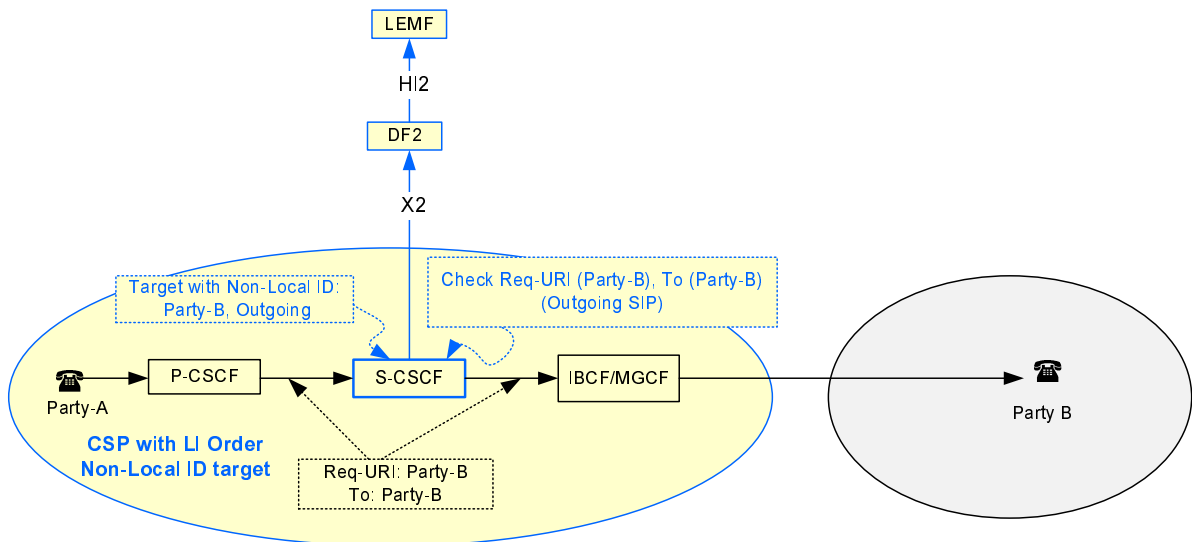 LEMF
HI2
DF2
X2
Target with Non-Local ID:
Party-B, Outgoing
Check Req-URI (Party-B), To (Party-B)
(Outgoing SIP)
P-CSCF
S-CSCF
IBCF/MGCF
Party-A
Party B
CSP with LI Order
Non-Local ID target
Req-URI: Party-B
To: Party-B